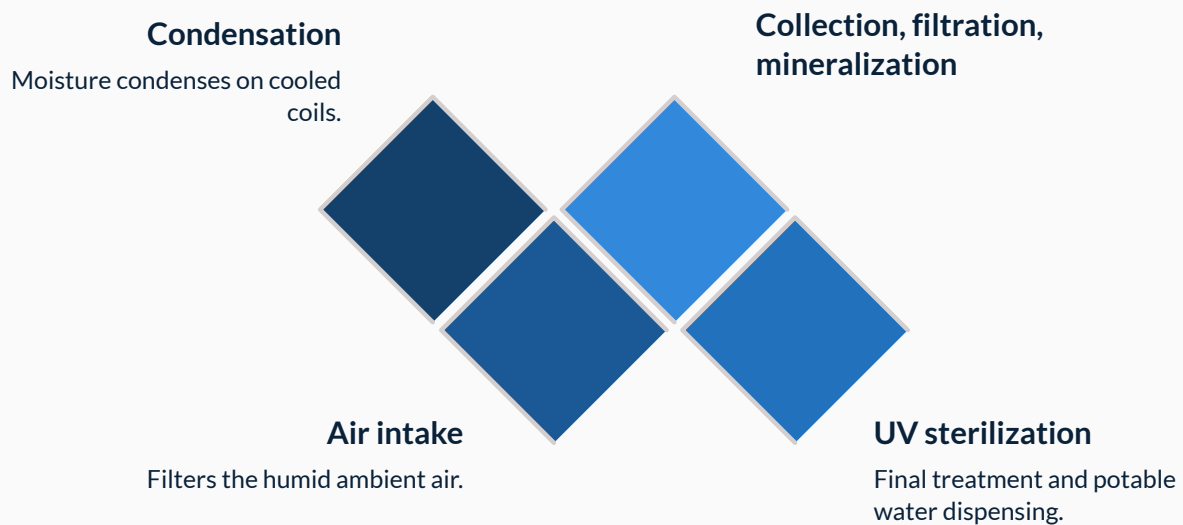 Condensation
Moisture condenses on cooled
coils.
Collection, filtration,
mineralization
Air intake
Filters the humid ambient air.
UV sterilization
Final treatment and potable
water dispensing.